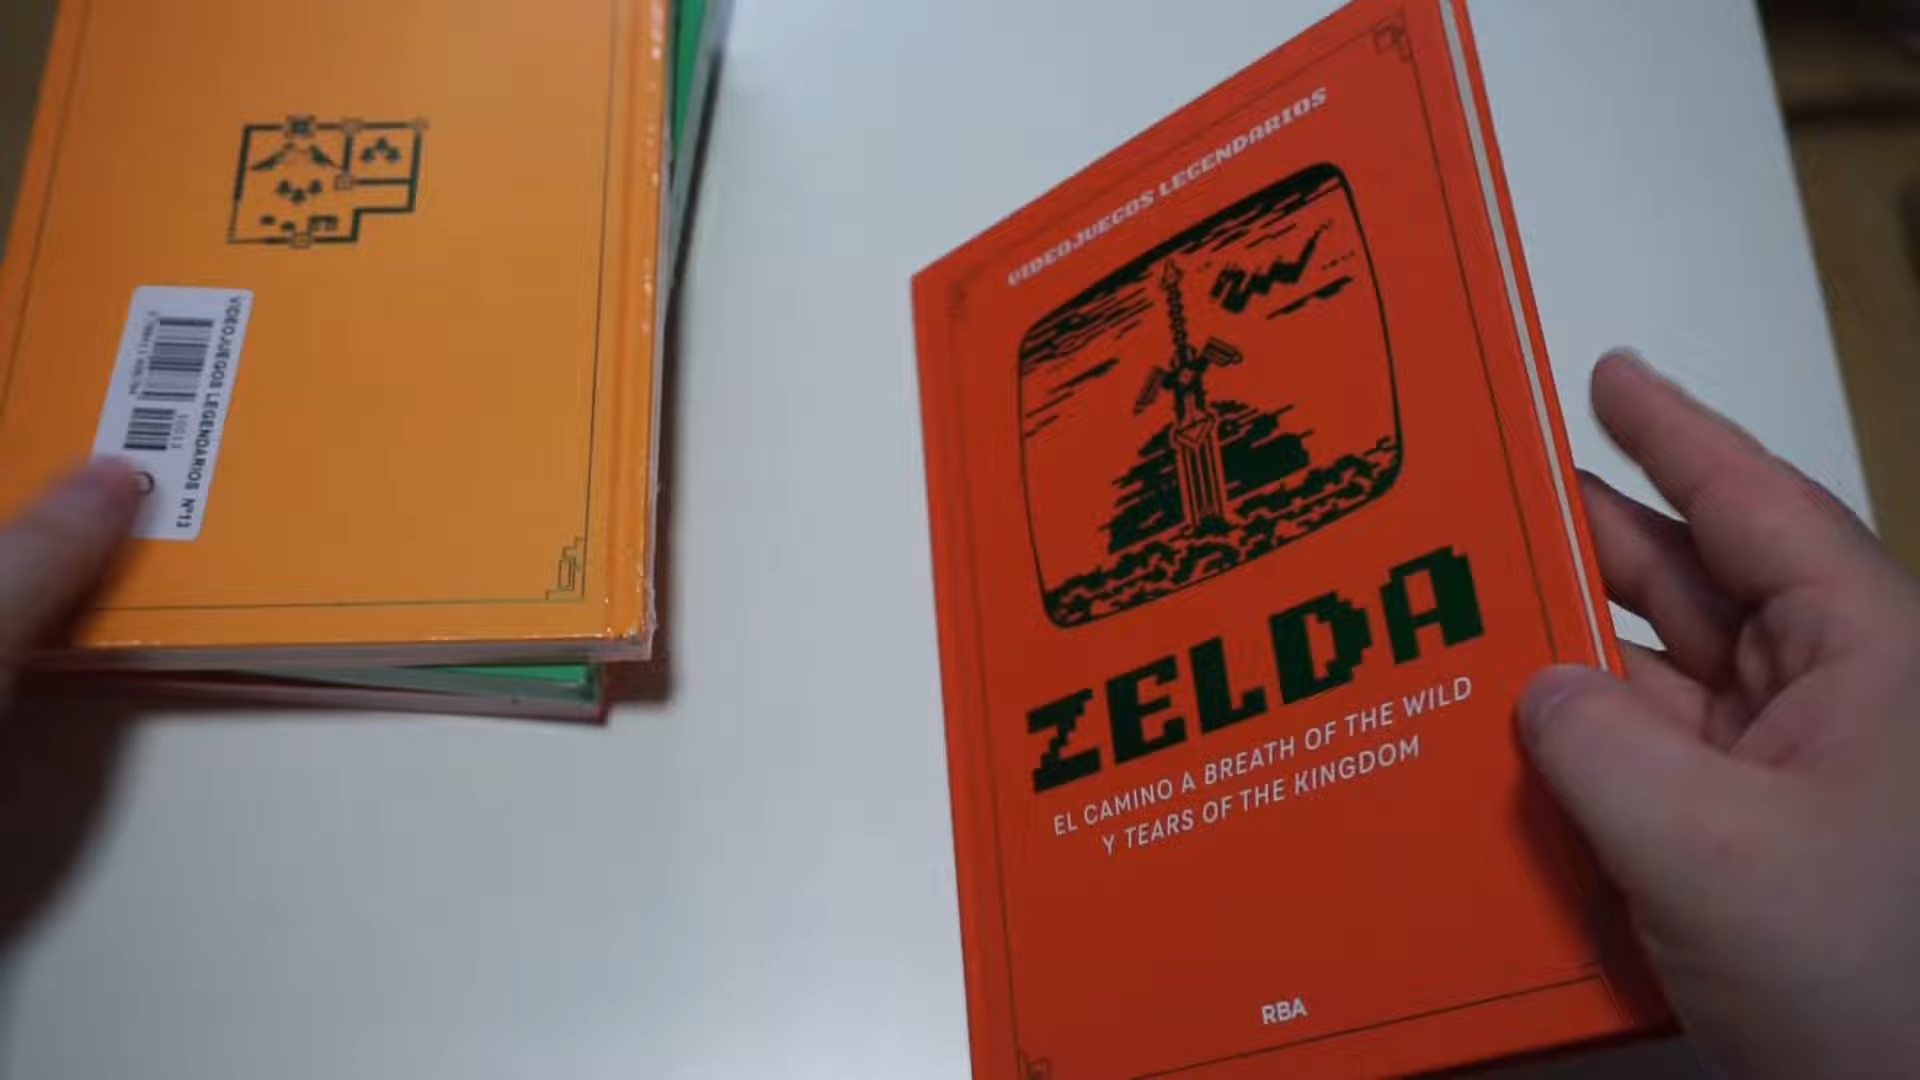 VIDEOJUEGOS LEGENDARIOS Nº13
VIDEOJUEGOS LEGENDARIOS
ZELDA
EL CAMINO A BREATH OF THE WILD
Y TEARS OF THE KINGDOM
RBA